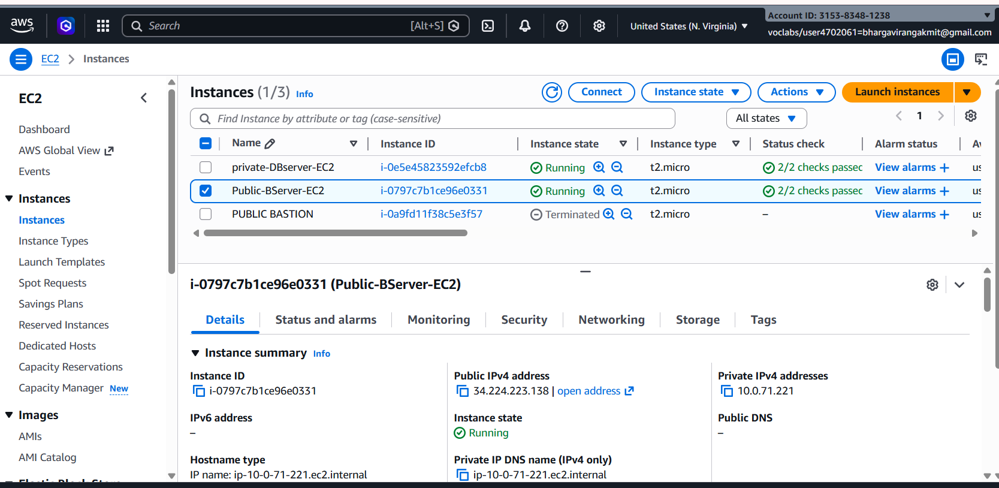 aws
Search [Alt+S]
United States (N. Virginia)
Account ID: 3153-8348-1238
voclabs/user4702061=bhargavirangakmit@gmail.com
EC2 Instances
EC2
Dashboard
AWS Global View
Events
Instances
Instances
Instance Types
Launch Templates
Spot Requests
Savings Plans
Reserved Instances
Dedicated Hosts
Capacity Reservations
Capacity Manager New
Images
AMIs
AMI Catalog
Instances (1/3) Info
Connect
Instance state
Actions
Launch instances
Find Instance by attribute or tag (case-sensitive)
All states
1
Name Instance ID Instance state Instance type Status check Alarm status
private-DBserver-EC2 i-0e5e45823592efcb8 Running t2.micro 2/2 checks passec View alarms + us
Public-BServer-EC2 i-0797c7b1ce96e0331 Running t2.micro 2/2 checks passec View alarms + us
PUBLIC BASTION i-0a9fd11f38c5e3f57 Terminated t2.micro – View alarms + us
i-0797c7b1ce96e0331 (Public-BServer-EC2)
Details Status and alarms Monitoring Security Networking Storage Tags
Instance summary Info
Instance ID
i-0797c7b1ce96e0331
Public IPv4 address
34.224.223.138 | open address
Private IPv4 addresses
10.0.71.221
IPv6 address
–
Instance state
Running
Public DNS
–
Hostname type
IP name: ip-10-0-71-221.ec2.internal
Private IP DNS name (IPv4 only)
ip-10-0-71-221.ec2.internal